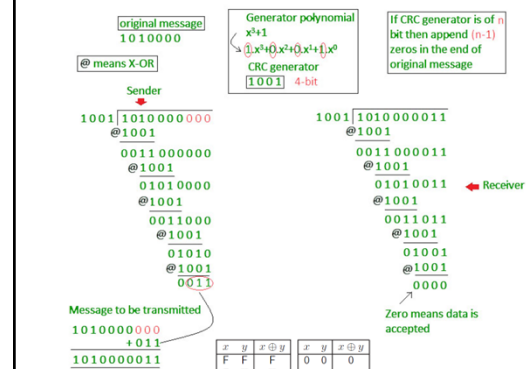 original message
1010000
@ means X-OR
Generator polynomial
x³+1
1.x³+0.x²+0.x¹+1.x⁰
CRC generator
1001 4-bit
If CRC generator is of n
bit then append (n-1)
zeros in the end of
original message
Sender
1001 1010000000
@1001
0011000000
@1001
01010000
@1001
0011000
@1001
01010
@1001
0011
Message to be transmitted
1010000000
+011
1010000011
1001 1010000011
@1001
0011000011
@1001
01010011
@1001
0011011
@1001
01001
@1001
0000
Receiver
Zero means data is
accepted
x y x ⊕ y
F F F
x y x ⊕ y
0 0 0